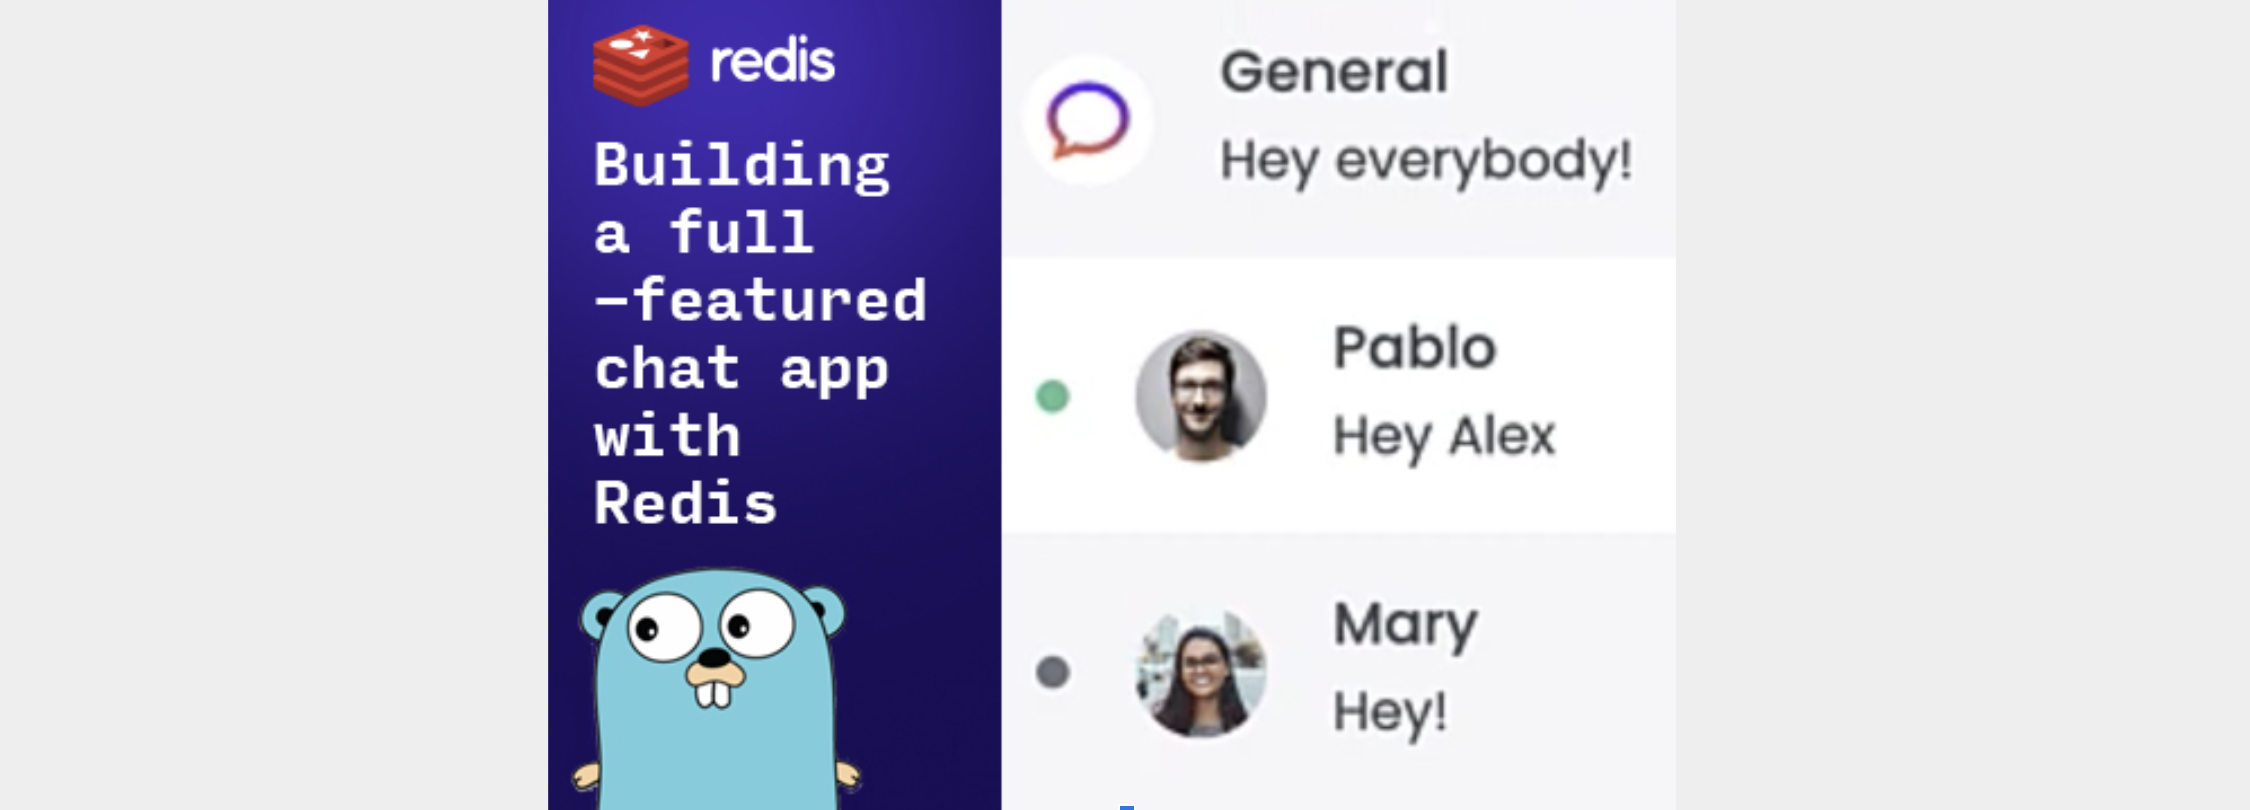 redis
Building
a full
-featured
chat app
with
Redis
General
Hey everybody!
Pablo
Hey Alex
Mary
Hey!